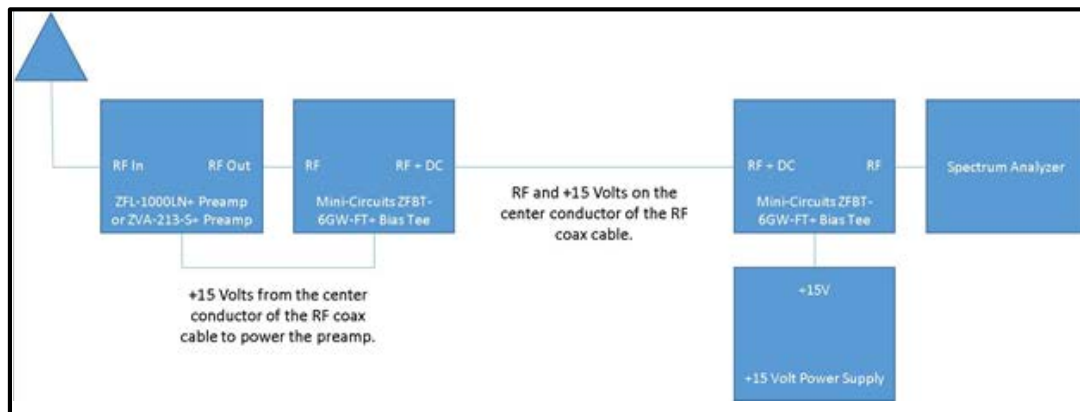 RF In
RF Out
ZFL-1000LN+ Preamp
or ZVA-213-S+ Preamp
RF
RF + DC
Mini-Circuits ZFBT-
6GW-FT+ Bias Tee
+15 Volts from the center
conductor of the RF coax
cable to power the preamp.
RF and +15 Volts on the
center conductor of the RF
coax cable.
RF + DC
RF
Mini-Circuits ZFBT-
6GW-FT+ Bias Tee
Spectrum Analyzer
+15V
+15 Volt Power Supply